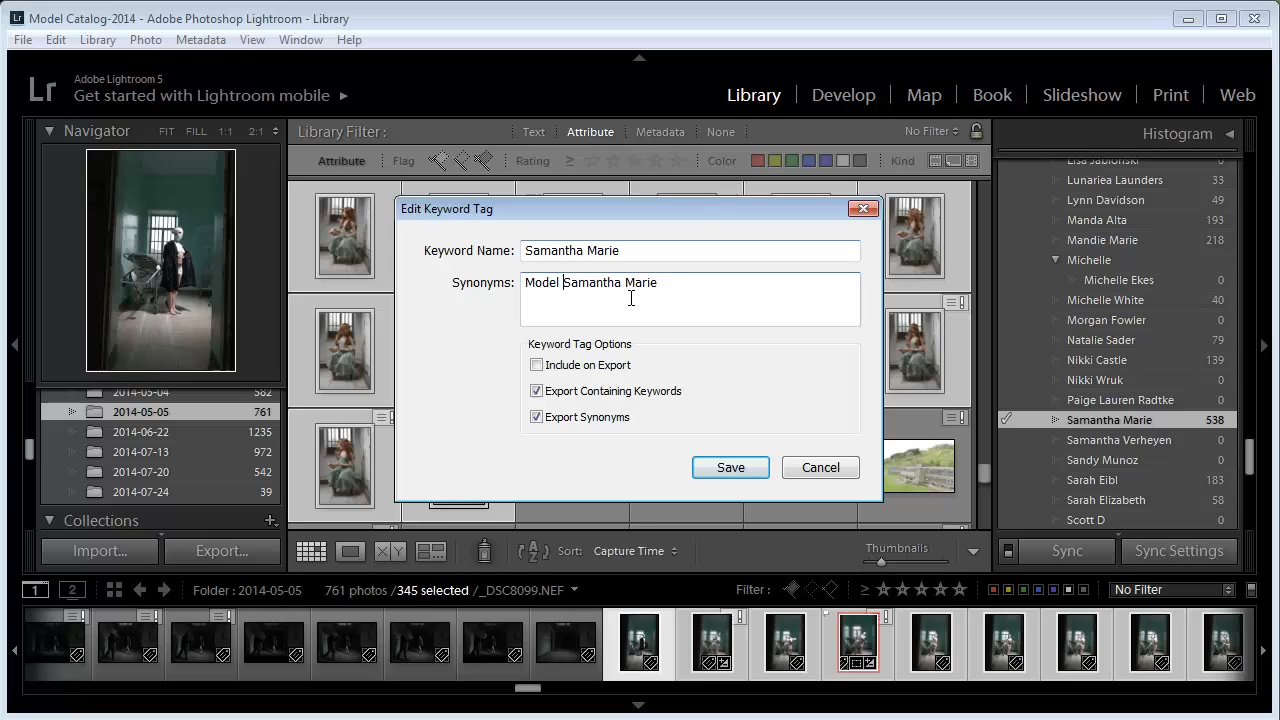 Model Catalog-2014 - Adobe Photoshop Lightroom - Library
File Edit Library Photo Metadata View Window Help
Lr
Adobe Lightroom 5
Get started with Lightroom mobile
Library Develop Map Book Slideshow Print Web
Navigator FIT FILL 1:1 2:1
Library Filter : Text Attribute Metadata None No Filter
Histogram
Attribute Flag Rating ≥ Color Kind
Lisa Jablonski 0
Lunariea Launders 33
Lynn Davidson 49
Manda Alta 193
Mandie Marie 218
Michelle 0
Michelle Ekes 0
Michelle White 40
Morgan Fowler 0
Natalie Sader 79
Nikki Castle 139
Nikki Wruk 0
Paige Lauren Radtke 0
Samantha Marie 538
Samantha Verheyen 0
Sandy Munoz 0
Sarah Eibl 183
Sarah Elizabeth 58
Scott D 0
Edit Keyword Tag
Keyword Name: Samantha Marie
Synonyms: Model Samantha Marie
Keyword Tag Options
Include on Export
Export Containing Keywords
Export Synonyms
Save Cancel
2014-05-04 582
2014-05-05 761
2014-06-22 1235
2014-07-13 972
2014-07-20 542
2014-07-24 39
Collections
Import... Export...
X Y
A Z
Sort: Capture Time
Thumbnails
Sync Sync Settings
1 2 Folder : 2014-05-05 761 photos / 345 selected / _DSC8099.NEF Filter : ≥ No Filter